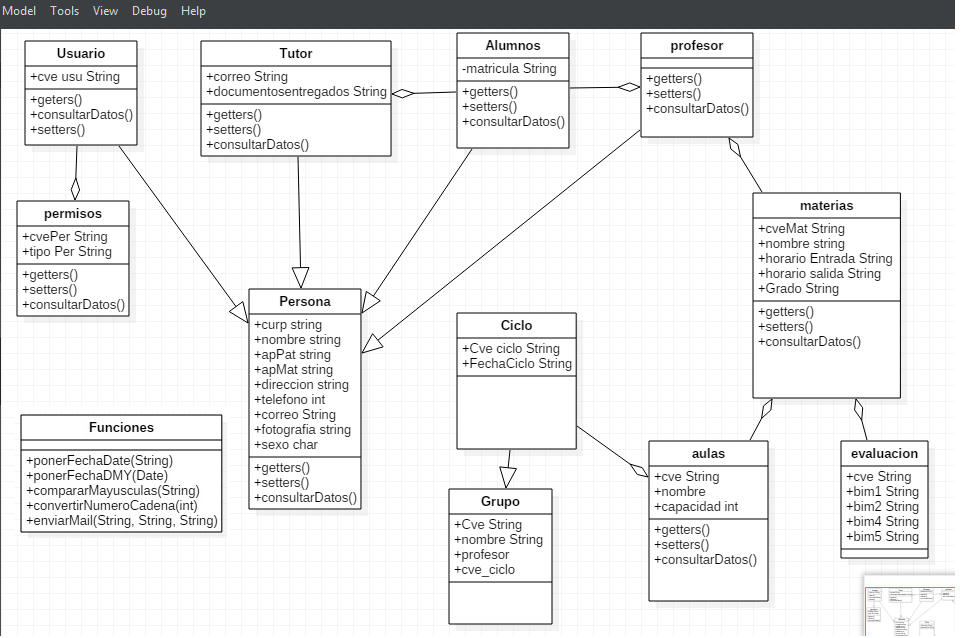 Model Tools View Debug Help
Usuario
+cve usu String
+geters()
+consultarDatos()
+setters()
Tutor
+correo String
+documentosentregados String
+getters()
+setters()
+consultarDatos()
Alumnos
-matricula String
+getters()
+setters()
+consultarDatos()
profesor
+getters()
+setters()
+consultarDatos()
permisos
+cvePer String
+tipo Per String
+getters()
+setters()
+consultarDatos()
materias
+cveMat String
+nombre string
+horario Entrada String
+horario salida String
+Grado String
+getters()
+setters()
+consultarDatos()
Persona
+curp string
+nombre string
+apPat string
+apMat string
+direccion string
+telefono int
+correo String
+fotografia string
+sexo char
+getters()
+setters()
+consultarDatos()
Ciclo
+Cve ciclo String
+FechaCiclo String
Funciones
+ponerFechaDate(String)
+ponerFechaDMY(Date)
+compararMayusculas(String)
+convertirNumeroCadena(int)
+enviarMail(String, String, String)
Grupo
+Cve String
+nombre String
+profesor
+cve_ciclo
aulas
+cve String
+nombre
+capacidad int
+getters()
+setters()
+consultarDatos()
evaluacion
+cve String
+bim1 String
+bim2 String
+bim4 String
+bim5 String